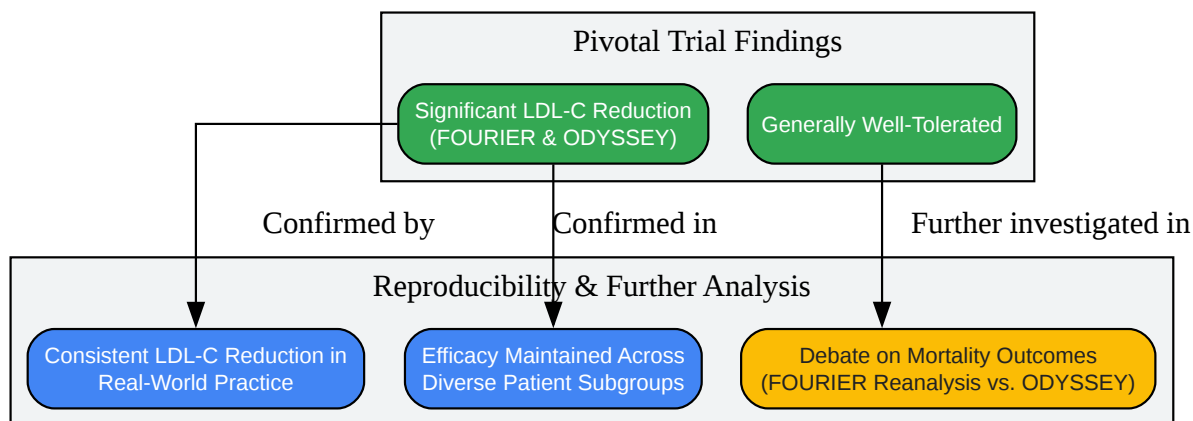 Pivotal Trial Findings
Significant LDL-C Reduction
(FOURIER & ODYSSEY)
Generally Well-Tolerated
Confirmed by
Confirmed in
Further investigated in
Reproducibility & Further Analysis
Consistent LDL-C Reduction in
Real-World Practice
Efficacy Maintained Across
Diverse Patient Subgroups
Debate on Mortality Outcomes
(FOURIER Reanalysis vs. ODYSSEY)